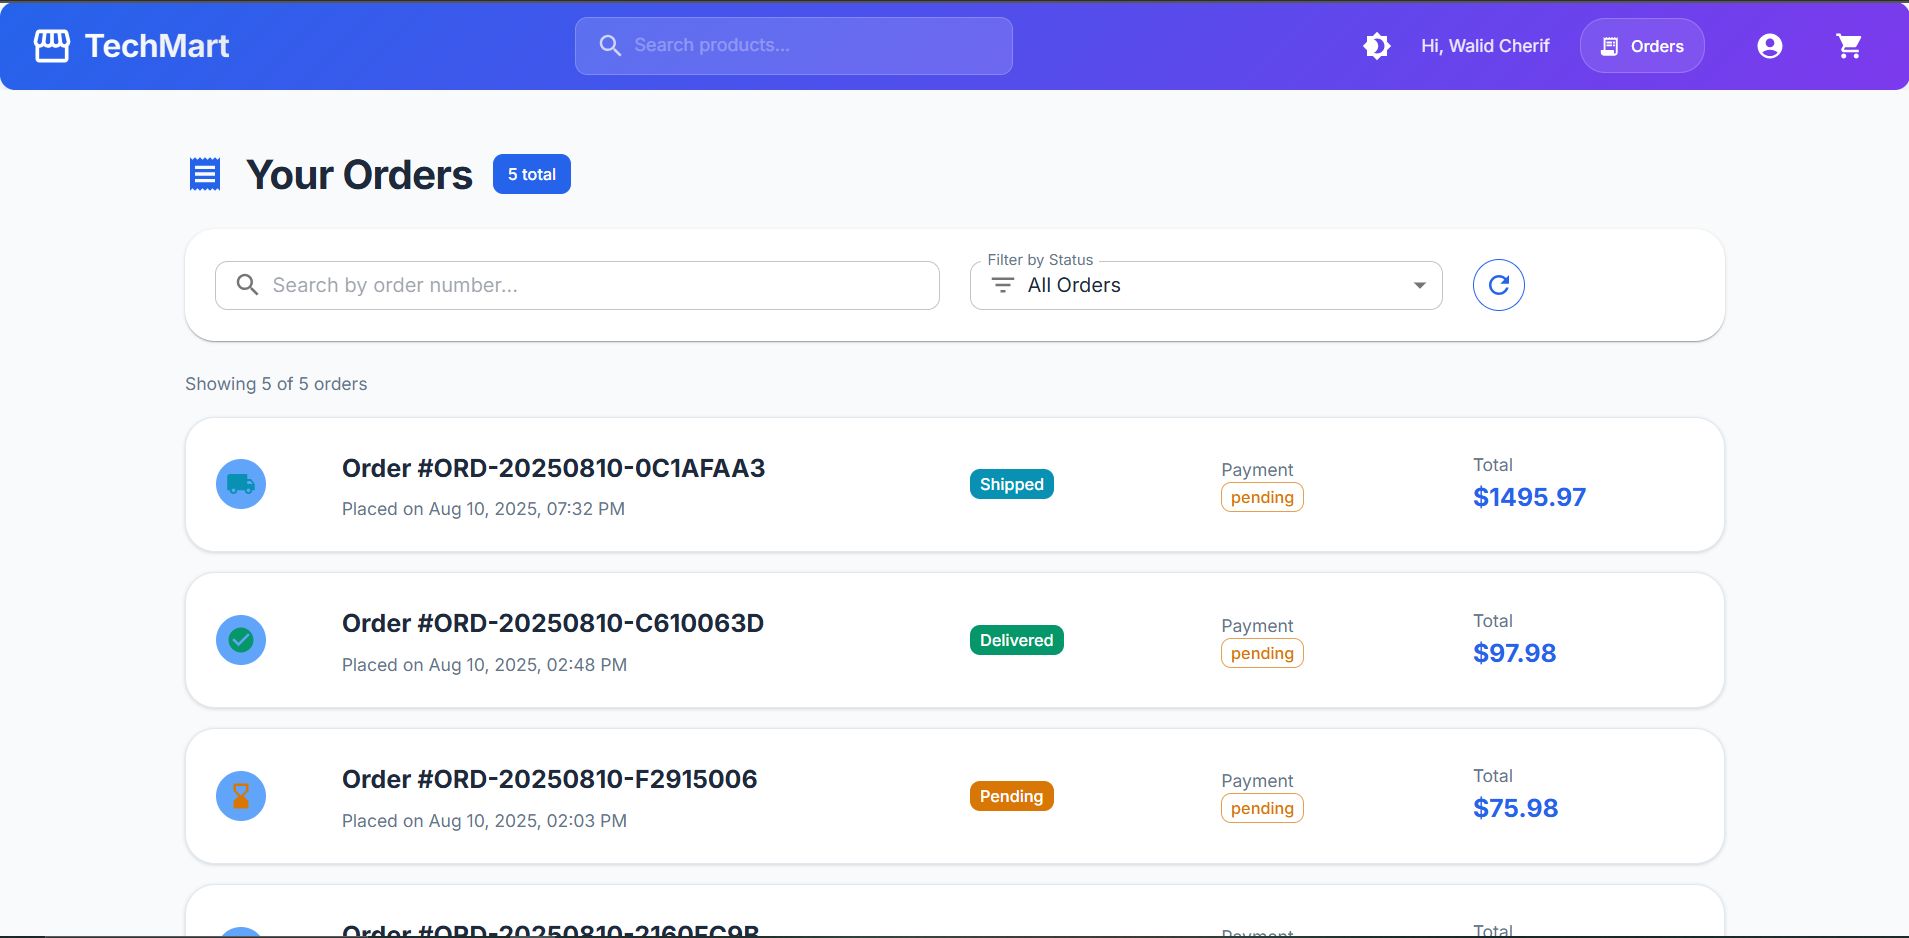 TechMart
Search products...
Hi, Walid Cherif
Orders
Your Orders
5 total
Search by order number...
Filter by Status
All Orders
Showing 5 of 5 orders
Order #ORD-20250810-0C1AFAA3
Placed on Aug 10, 2025, 07:32 PM
Shipped
Payment
pending
Total
$1495.97
Order #ORD-20250810-C610063D
Placed on Aug 10, 2025, 02:48 PM
Delivered
Payment
pending
Total
$97.98
Order #ORD-20250810-F2915006
Placed on Aug 10, 2025, 02:03 PM
Pending
Payment
pending
Total
$75.98
Order #ORD-20250810-2160EC9B
Payment
Total